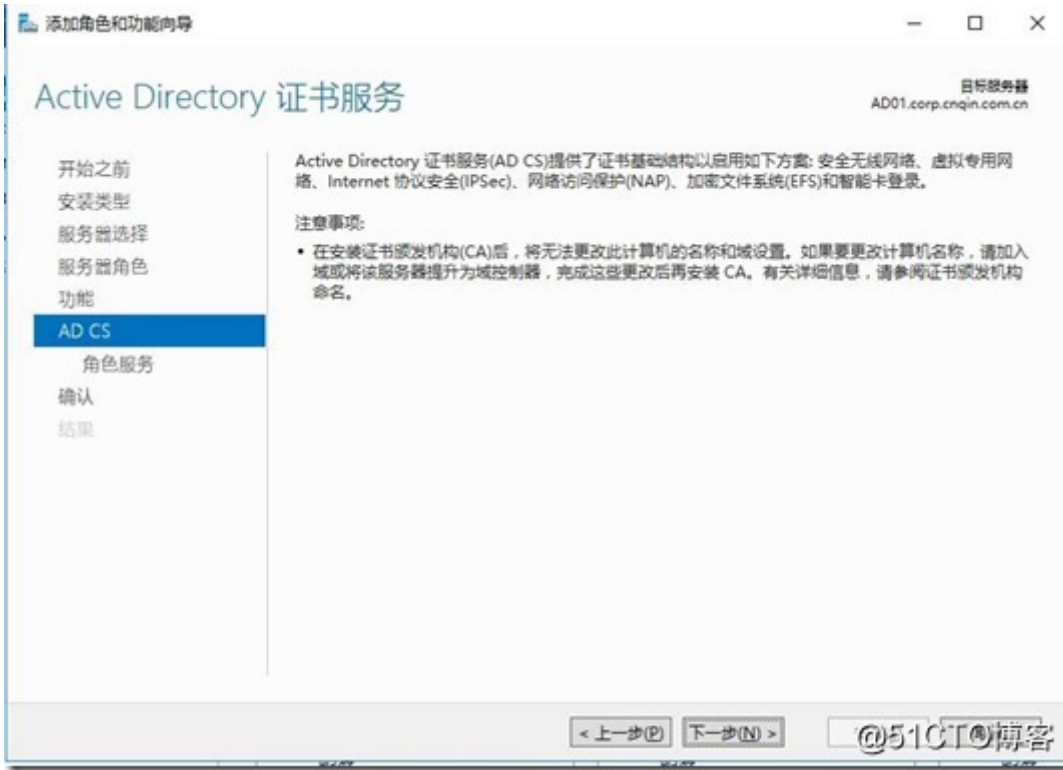 添加角色和功能向导
Active Directory 证书服务
目标服务器
AD01.corp.cnqin.com.cn
开始之前
安装类型
服务器选择
服务器角色
功能
AD CS
角色服务
确认
结果
Active Directory 证书服务(AD CS)提供了证书基础结构以启用如下方案: 安全无线网络、虚拟专用网
络、Internet 协议安全(IPSec)、网络访问保护(NAP)、加密文件系统(EFS)和智能卡登录。
注意事项:
• 在安装证书颁发机构(CA)后，将无法更改此计算机的名称和域设置。如果要更改计算机名称，请加入
域或将该服务器提升为域控制器，完成这些更改后再安装 CA。有关详细信息，请参阅证书颁发机构
命名。
< 上一步(P)
下一步(N) >
@51CTO博客